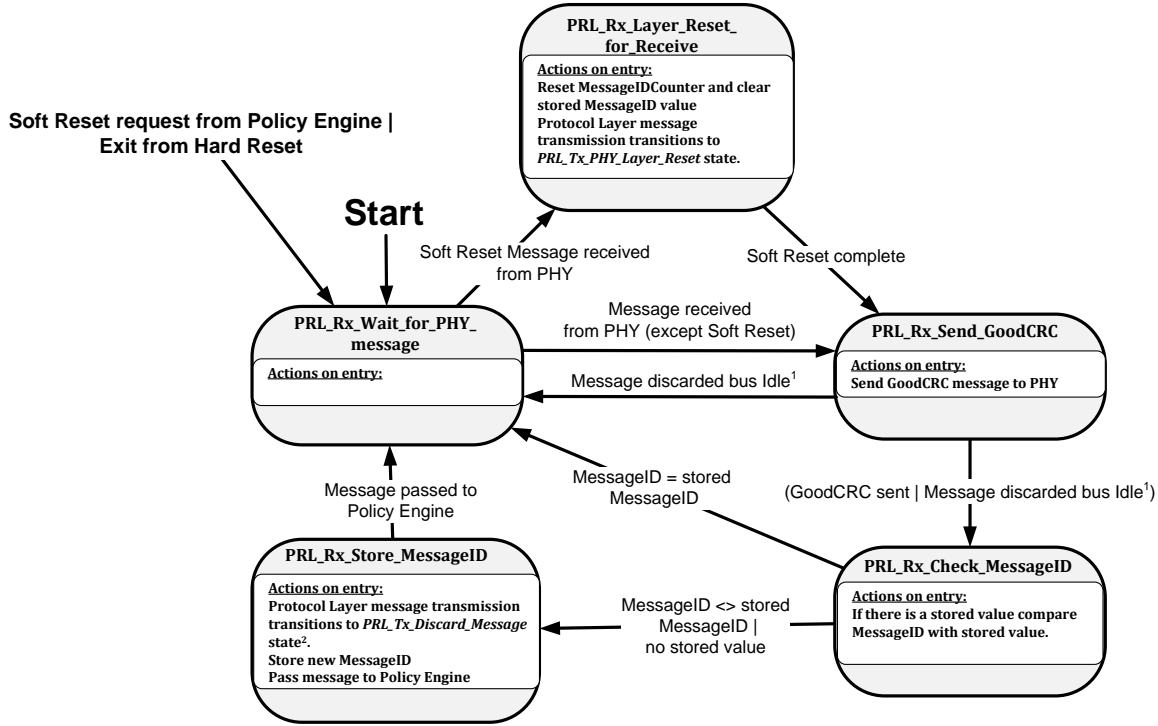 PRL_Rx_Layer_Reset_
for_Receive
Actions on entry:
Reset MessageIDCounter and clear
stored MessageID value
Protocol Layer message
transmission transitions to
PRL_Tx_PHY_Layer_Reset state.
Soft Reset request from Policy Engine |
Exit from Hard Reset
Start
Soft Reset Message received
from PHY
Soft Reset complete
PRL_Rx_Wait_for_PHY_
message
Actions on entry:
Message received
from PHY (except Soft Reset)
Message discarded bus Idle¹
PRL_Rx_Send_GoodCRC
Actions on entry:
Send GoodCRC message to PHY
MessageID = stored
MessageID
(GoodCRC sent | Message discarded bus Idle¹)
Message passed to
Policy Engine
PRL_Rx_Store_MessageID
Actions on entry:
Protocol Layer message transmission
transitions to PRL_Tx_Discard_Message
state².
Store new MessageID
Pass message to Policy Engine
MessageID <> stored
MessageID |
no stored value
PRL_Rx_Check_MessageID
Actions on entry:
If there is a stored value compare
MessageID with stored value.